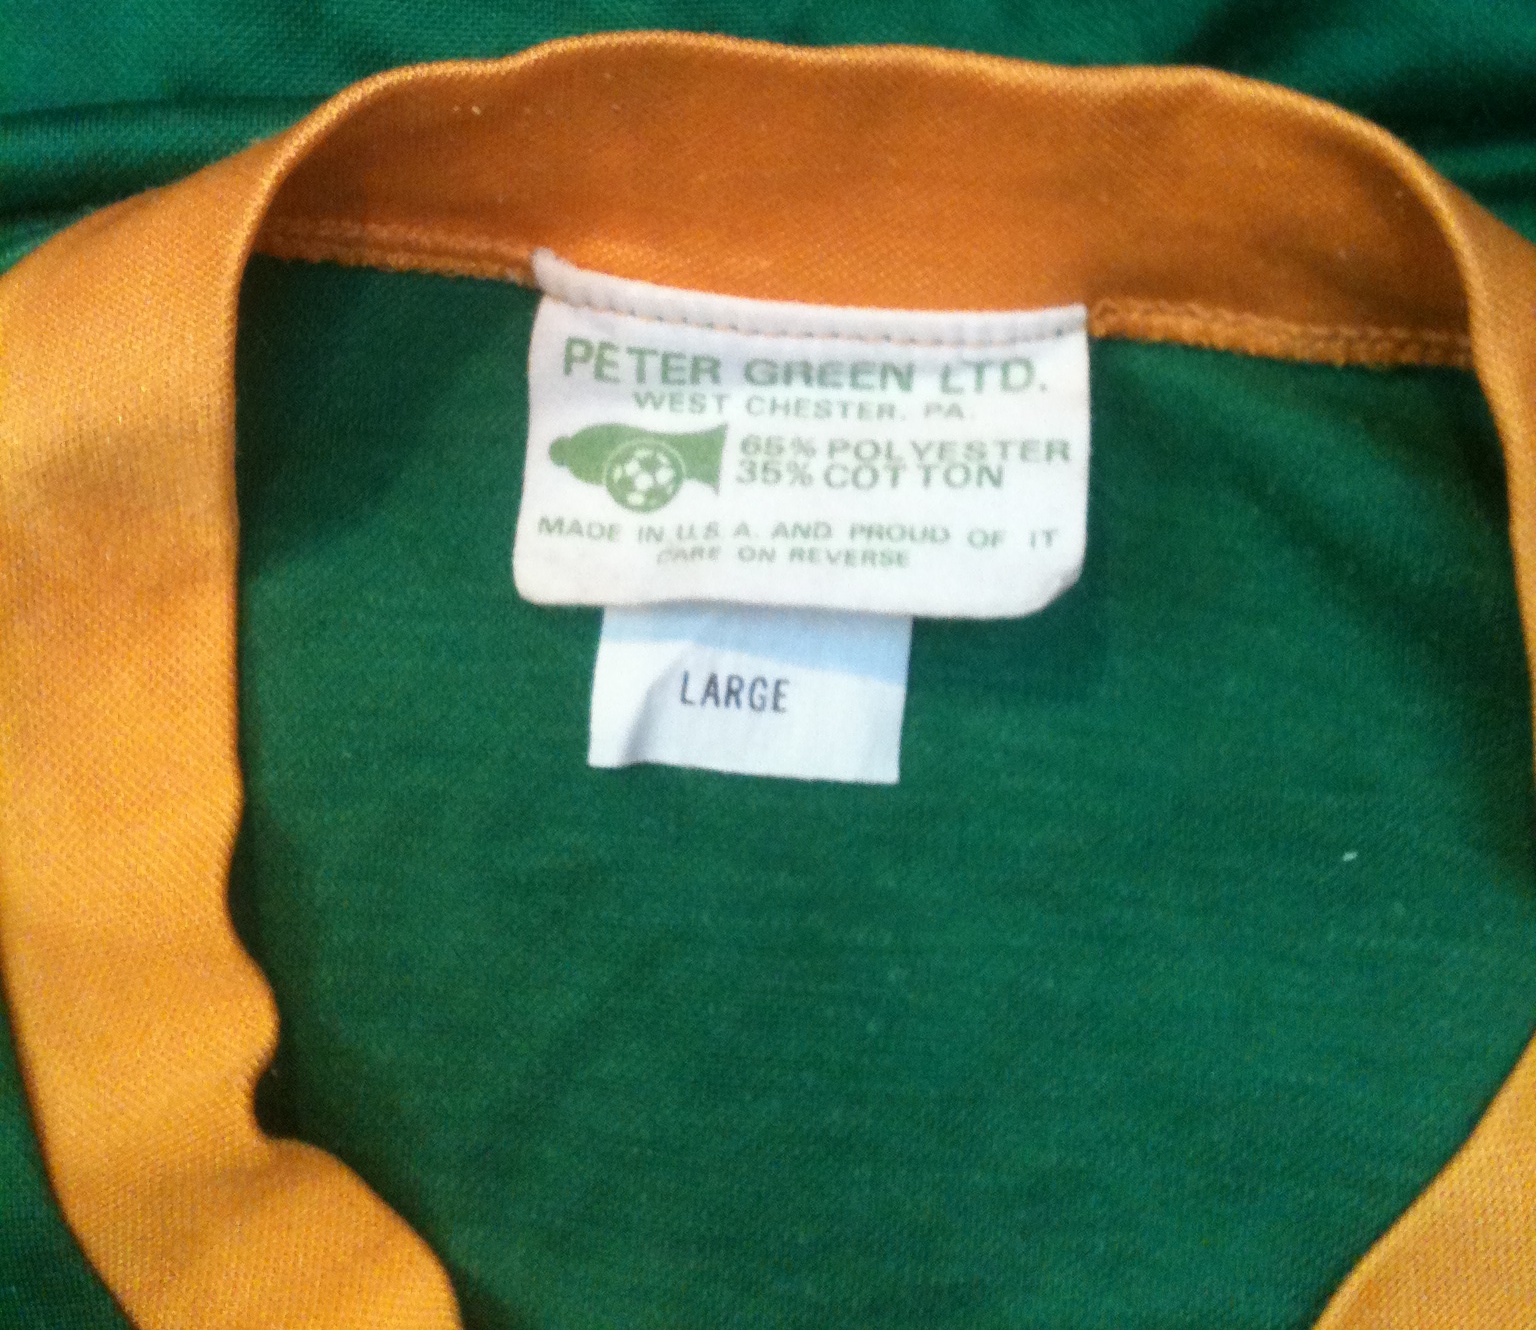 PETER GREEN LTD.
WEST CHESTER, PA.
65% POLYESTER
35% COTTON
MADE IN U.S.A. AND PROUD OF IT
CARE ON REVERSE
LARGE